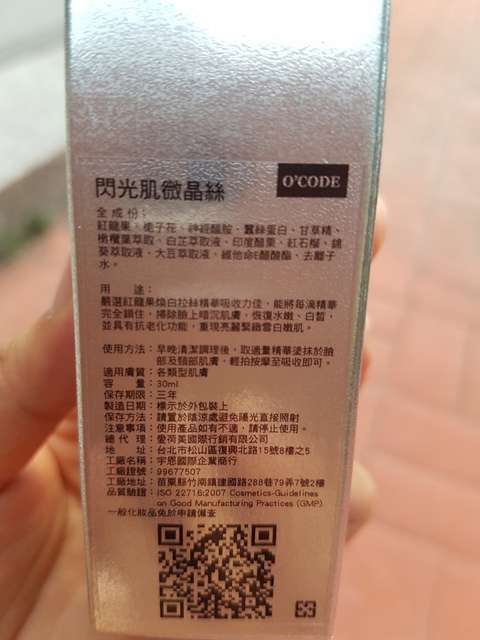 O'CODE
閃光肌微晶絲
全成份：
紅龍果、梔子花、神經醯胺、蠶絲蛋白、甘草精、
橄欖葉萃取、白芷萃取液、印度醋栗、紅石榴、錦
葵萃取液、大豆萃取液、維他命E醋酸酯、去離子
水。
用　　途：
嚴選紅龍果煥白拉絲精華吸收力佳，能將每滴精華
完全鎖住，掃除臉上暗沉肌膚，恢復水嫩、白皙，
並具有抗老化功能，重現亮麗緊緻雪白嫩肌。
使用方法：早晚清潔調理後，取適量精華塗抹於臉
部及頸部肌膚，輕拍按摩至吸收即可。
適用膚質：各類型肌膚
容　　量：30ml
保存期限：三年
製造日期：標示於外包裝上
保存方法：請置於陰涼處避免陽光直接照射
注意事項：使用產品如有不適，請停止使用。
總 代 理：愛荷美國際行銷有限公司
地　　址：台北市松山區復興北路15號8樓之5
工廠名稱：宇恩國際企業商行
工廠證號：99677507
工廠地址：苗栗縣竹南鎮建國路288巷79弄7號2樓
品質驗證：ISO 22716:2007 Cosmetics-Guidelines
on Good Manufacturing Practices (GMP)
一般化妝品免於申請備查